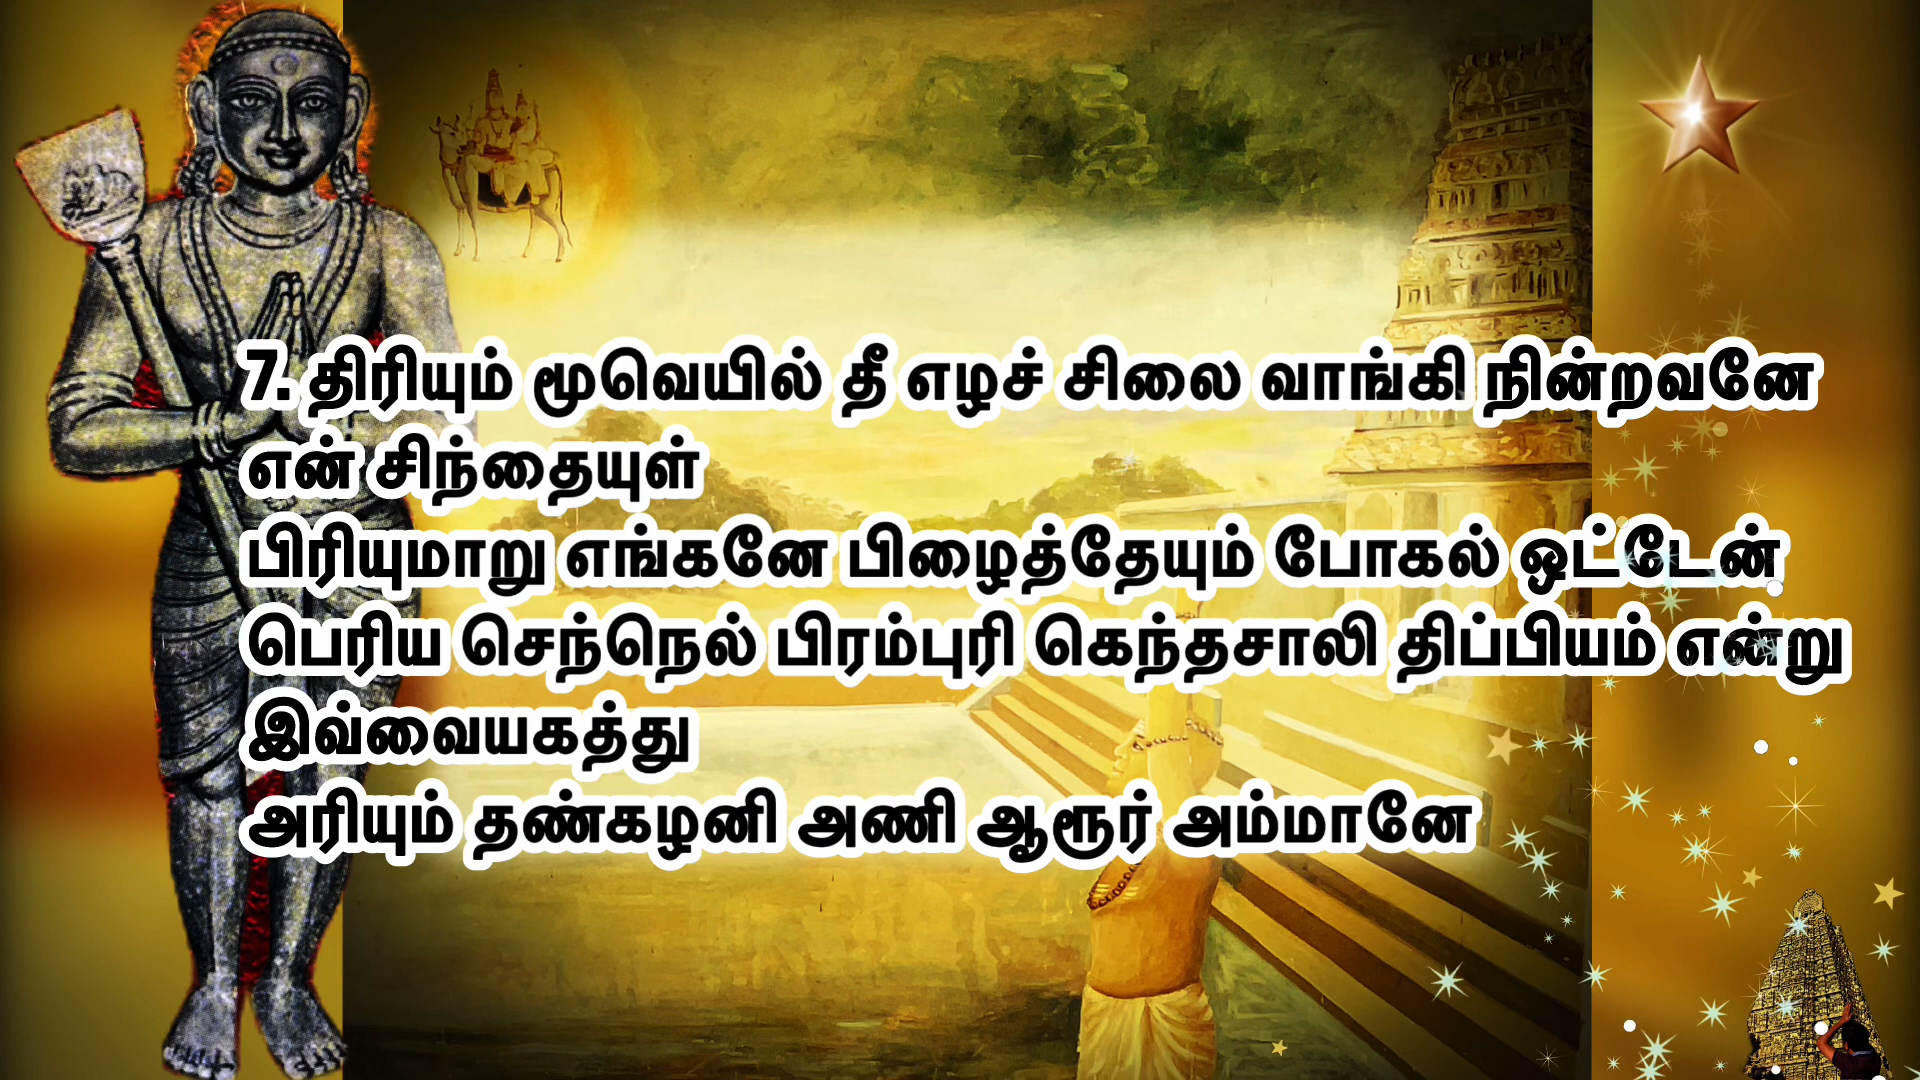 7. திரியும் மூவெயில் தீ எழச் சிலை வாங்கி நின்றவனே
என் சிந்தையுள்
பிரியுமாறு எங்கனே பிழைத்தேயும் போகல் ஒட்டேன்
பெரிய செந்நெல் பிரம்புரி கெந்தசாலி திப்பியம் என்று
இவ்வையகத்து
அரியும் தண்கழனி அணி ஆரூர் அம்மானே